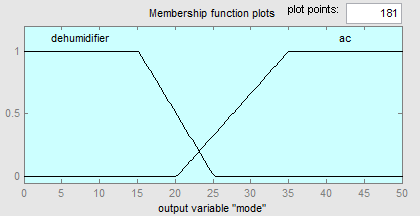 Membership function plots plot points: 181
dehumidifier ac
1
0.5
0
0 5 10 15 20 25 30 35 40 45 50
output variable "mode"